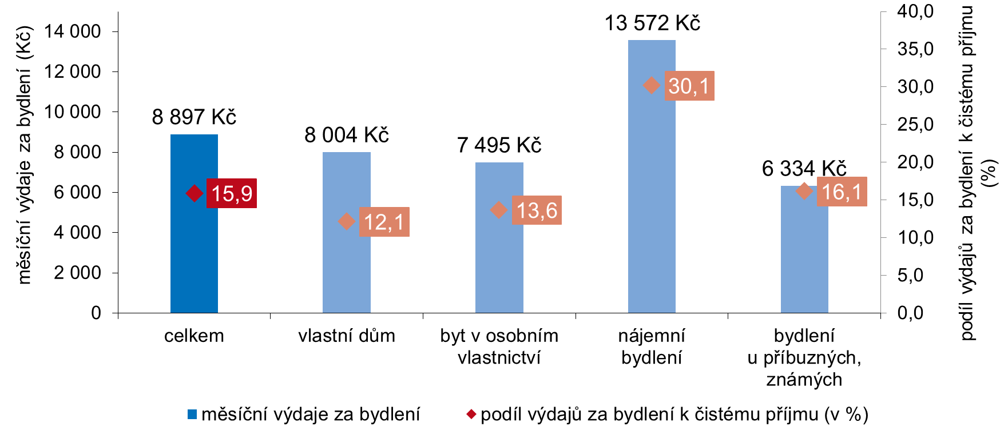 měsíční výdaje za bydlení (Kč)
14 000
12 000
10 000
8 000
6 000
4 000
2 000
0
8 897 Kč
8 004 Kč
7 495 Kč
13 572 Kč
6 334 Kč
15,9
12,1
13,6
30,1
16,1
40,0
35,0
30,0
25,0
20,0
15,0
10,0
5,0
0,0
podíl výdajů za bydlení k čistému příjmu
(%)
celkem
vlastní dům
byt v osobním
vlastnictví
nájemní
bydlení
bydlení
u příbuzných,
známých
měsíční výdaje za bydlení
podíl výdajů za bydlení k čistému příjmu (v %)